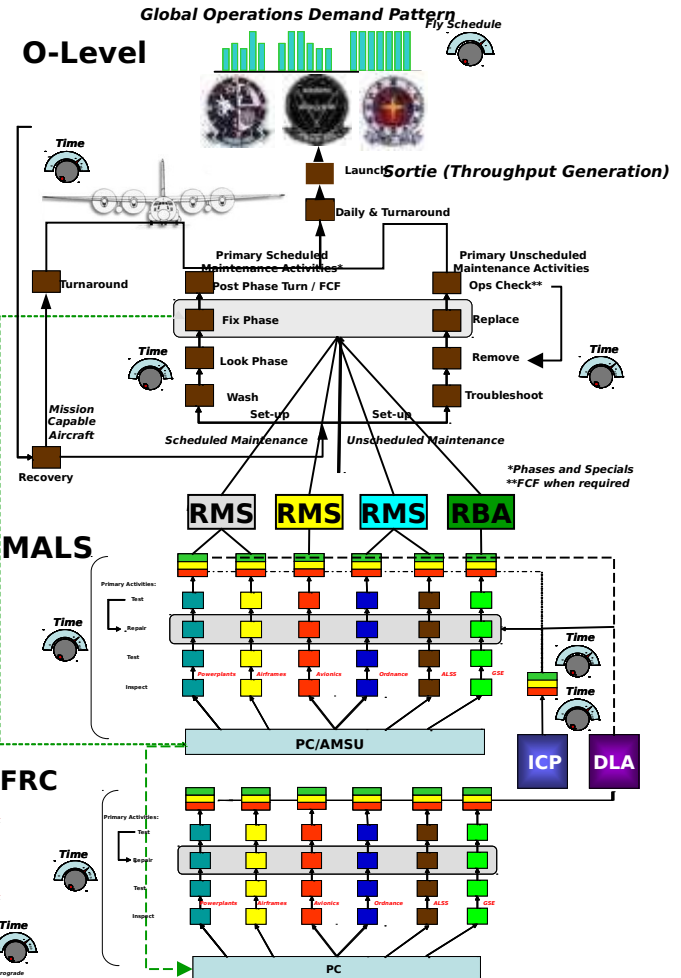 Global Operations Demand Pattern
Fly Schedule
O-Level
Time
Launch
Sortie (Throughput Generation)
Daily & Turnaround
Primary Scheduled
Maintenance Activities*
Primary Unscheduled
Maintenance Activities
Turnaround
Post Phase Turn / FCF
Ops Check**
Fix Phase
Replace
Time
Look Phase
Remove
Time
Wash
Troubleshoot
Mission
Capable
Aircraft
Set-up
Set-up
Scheduled Maintenance
Unscheduled Maintenance
Recovery
*Phases and Specials
**FCF when required
RMS
RMS
RMS
RBA
MALS
Primary Activities:
Test
Time
Repair
Time
Test
Powerplants
Airframes
Avionics
Ordnance
ALSS
GSE
Inspect
Time
PC/AMSU
ICP
DLA
FRC
Primary Activities:
Test
Time
Repair
Test
Powerplants
Airframes
Avionics
Ordnance
ALSS
GSE
Inspect
Time
PC
rograde